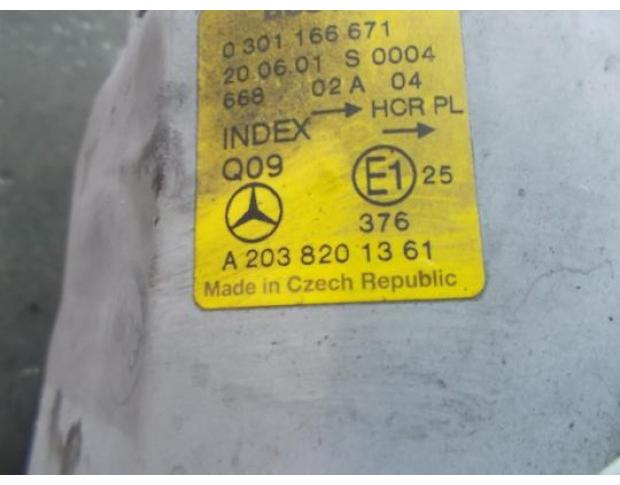 0 301 166 671
20.06.01 S 0004
668 02 A 04
→ HCR PL
INDEX →
Q09
E1 25
376
A 203 820 13 61
Made in Czech Republic